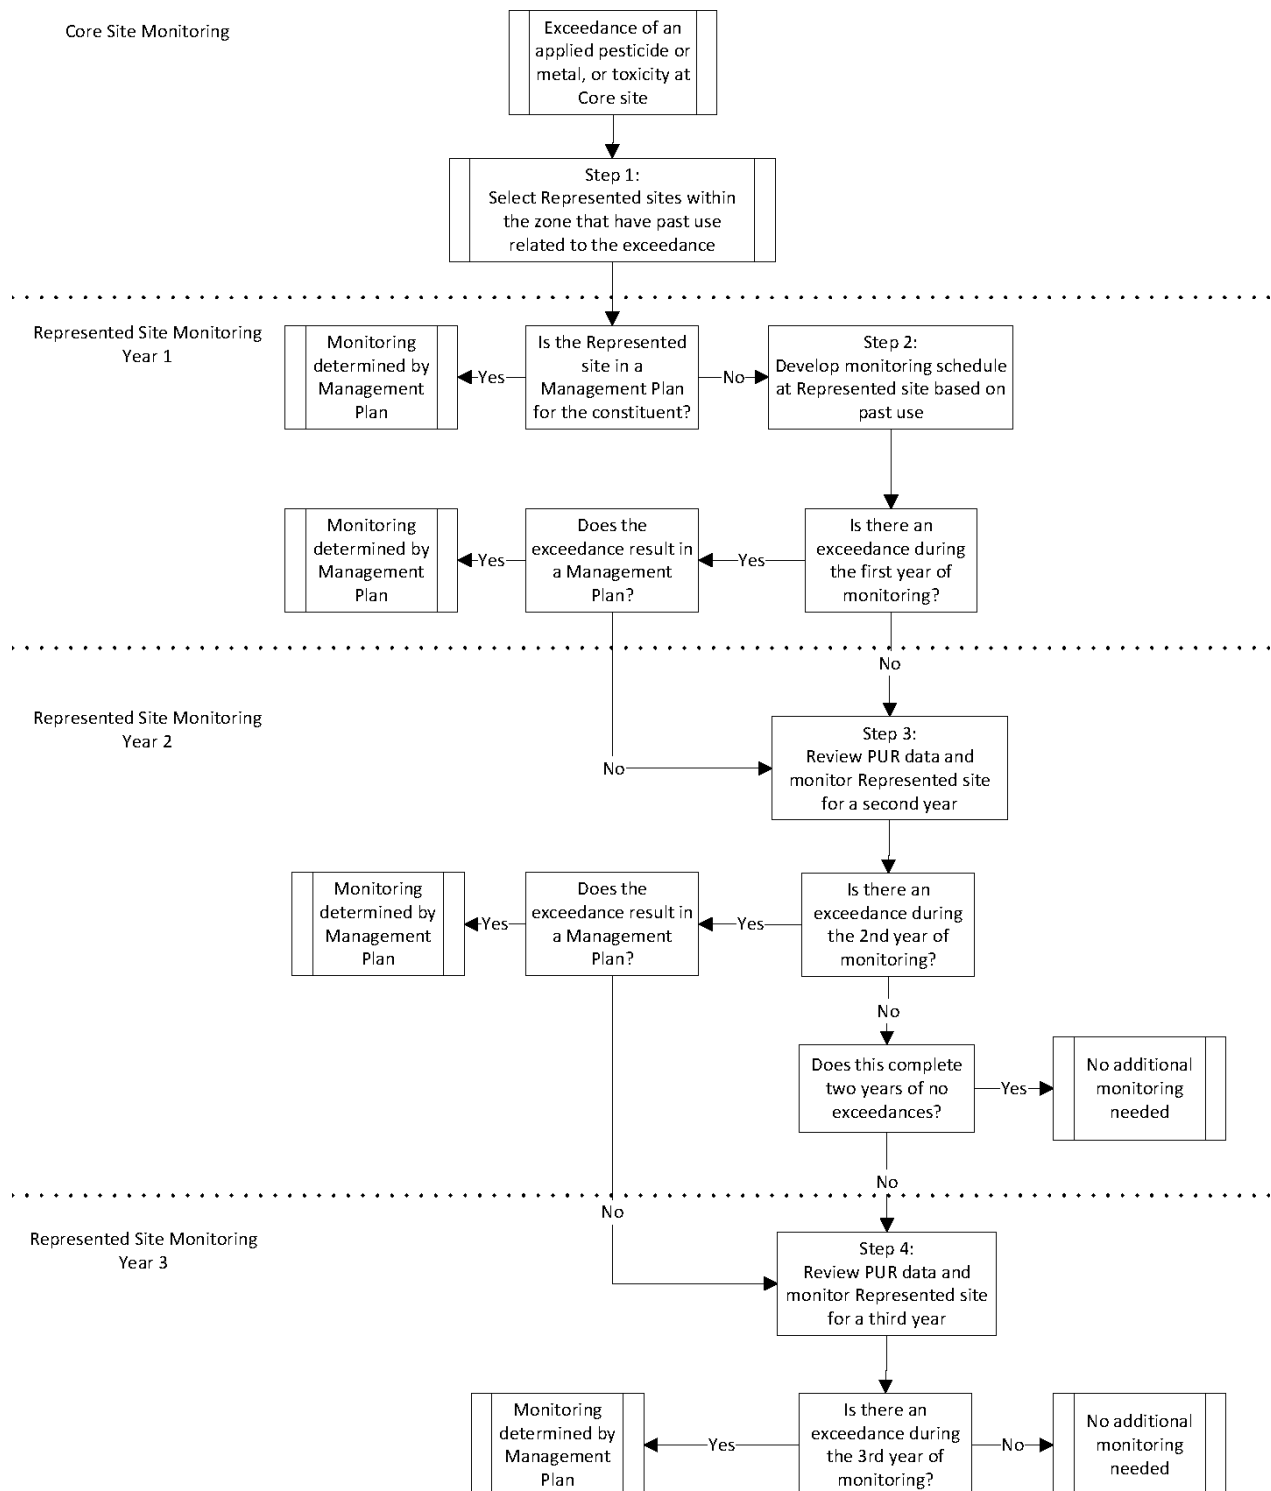 Core Site Monitoring
Exceedance of an
applied pesticide or
metal, or toxicity at
Core site
Step 1:
Select Represented sites within
the zone that have past use
related to the exceedance
Represented Site Monitoring
Year 1
Monitoring
determined by
Management
Plan
Yes
Is the Represented
site in a
Management Plan
for the constituent?
No
Step 2:
Develop monitoring schedule
at Represented site based on
past use
Monitoring
determined by
Management
Plan
Yes
Does the
exceedance result in
a Management
Plan?
Yes
Is there an
exceedance during
the first year of
monitoring?
No
Represented Site Monitoring
Year 2
No
Step 3:
Review PUR data and
monitor Represented site
for a second year
Monitoring
determined by
Management
Plan
Yes
Does the
exceedance result in
a Management
Plan?
Yes
Is there an
exceedance during
the 2nd year of
monitoring?
No
Does this complete
two years of no
exceedances?
Yes
No additional
monitoring
needed
No
No
Represented Site Monitoring
Year 3
Step 4:
Review PUR data and
monitor Represented site
for a third year
Monitoring
determined by
Management
Plan
Yes
Is there an
exceedance during
the 3rd year of
monitoring?
No
No additional
monitoring
needed